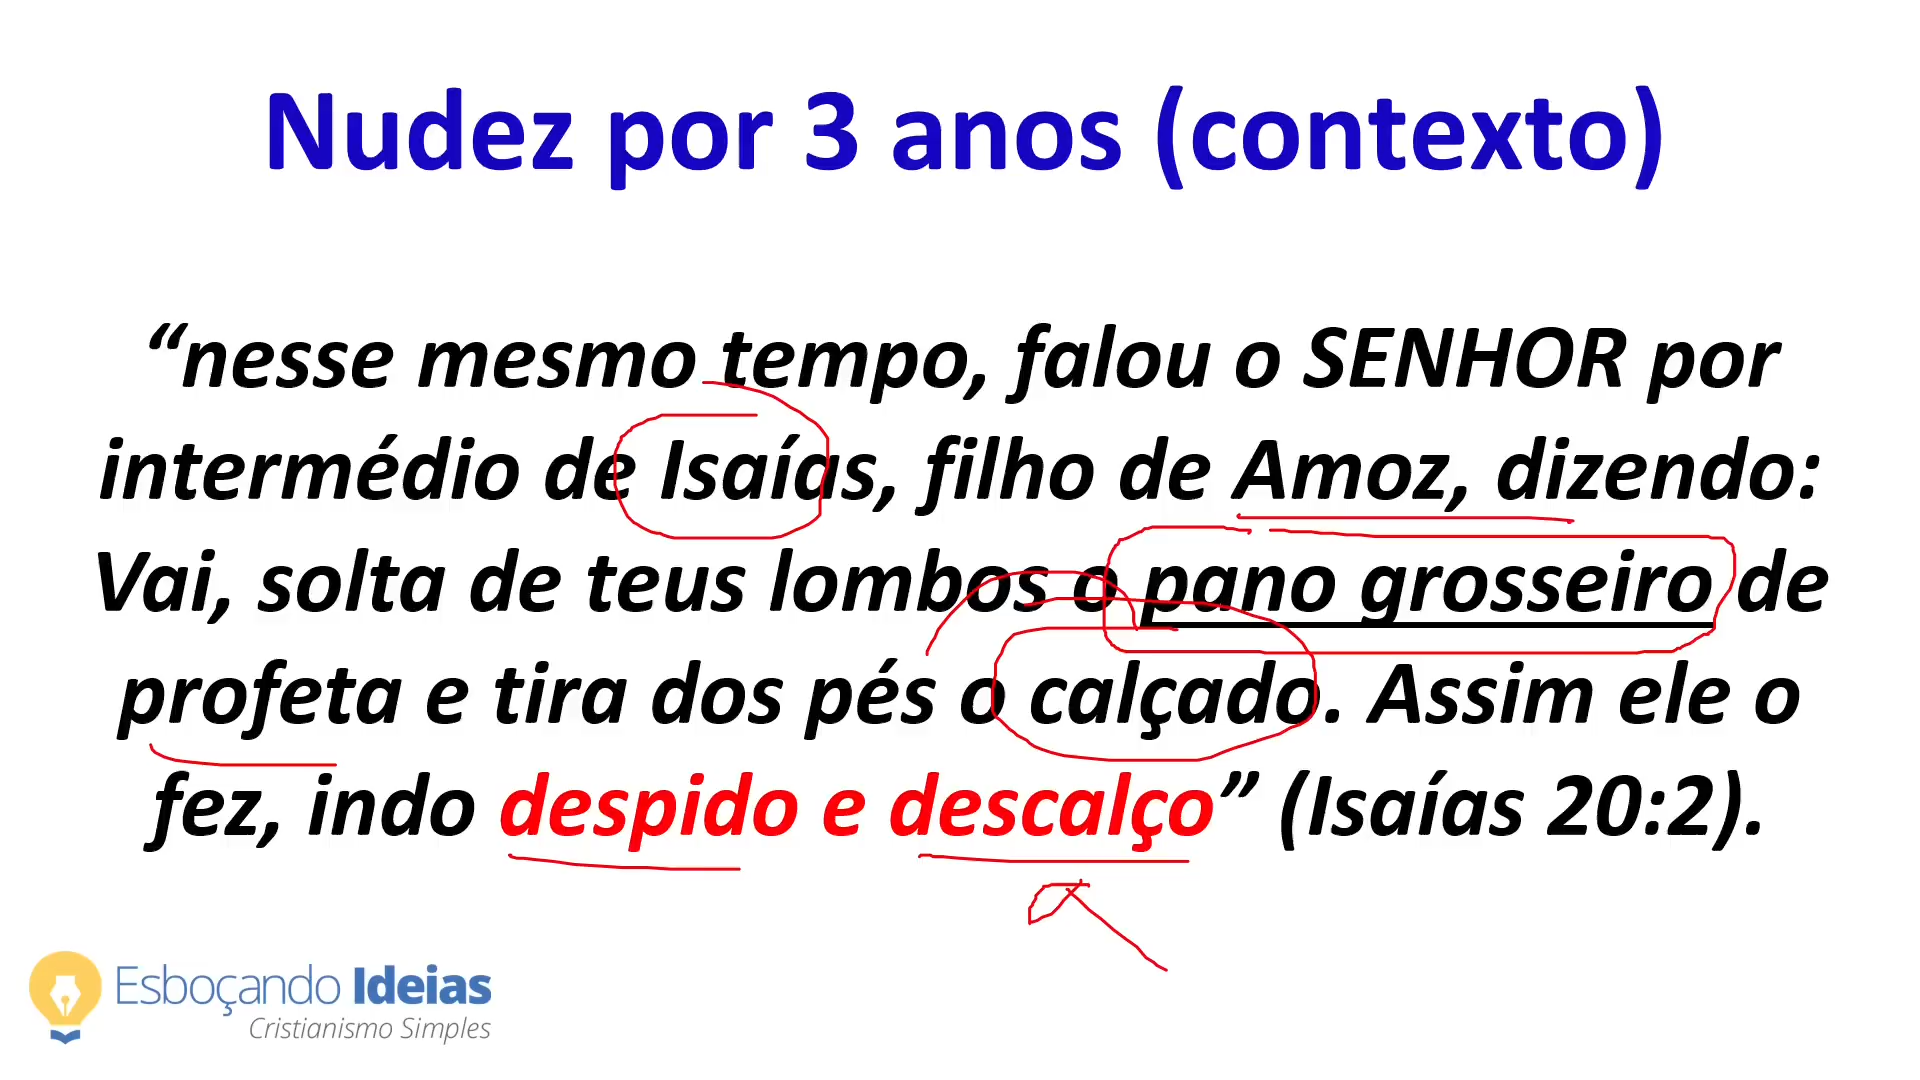 Nudez por 3 anos (contexto)
“nesse mesmo tempo, falou o SENHOR por
intermédio de Isaías, filho de Amoz, dizendo:
Vai, solta de teus lombos o pano grosseiro de
profeta e tira dos pés o calçado. Assim ele o
fez, indo despido e descalço” (Isaías 20:2).
Esboçando Ideias
Cristianismo Simples